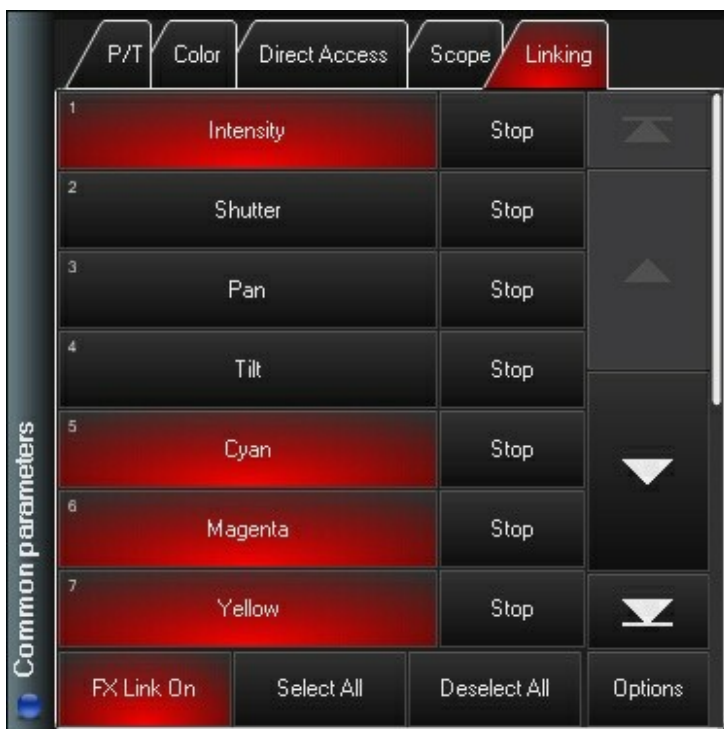 P/T Color Direct Access Scope Linking
1 Intensity Stop
2 Shutter Stop
3 Pan Stop
4 Tilt Stop
5 Cyan Stop
6 Magenta Stop
7 Yellow Stop
FX Link On Select All Deselect All Options
Common parameters